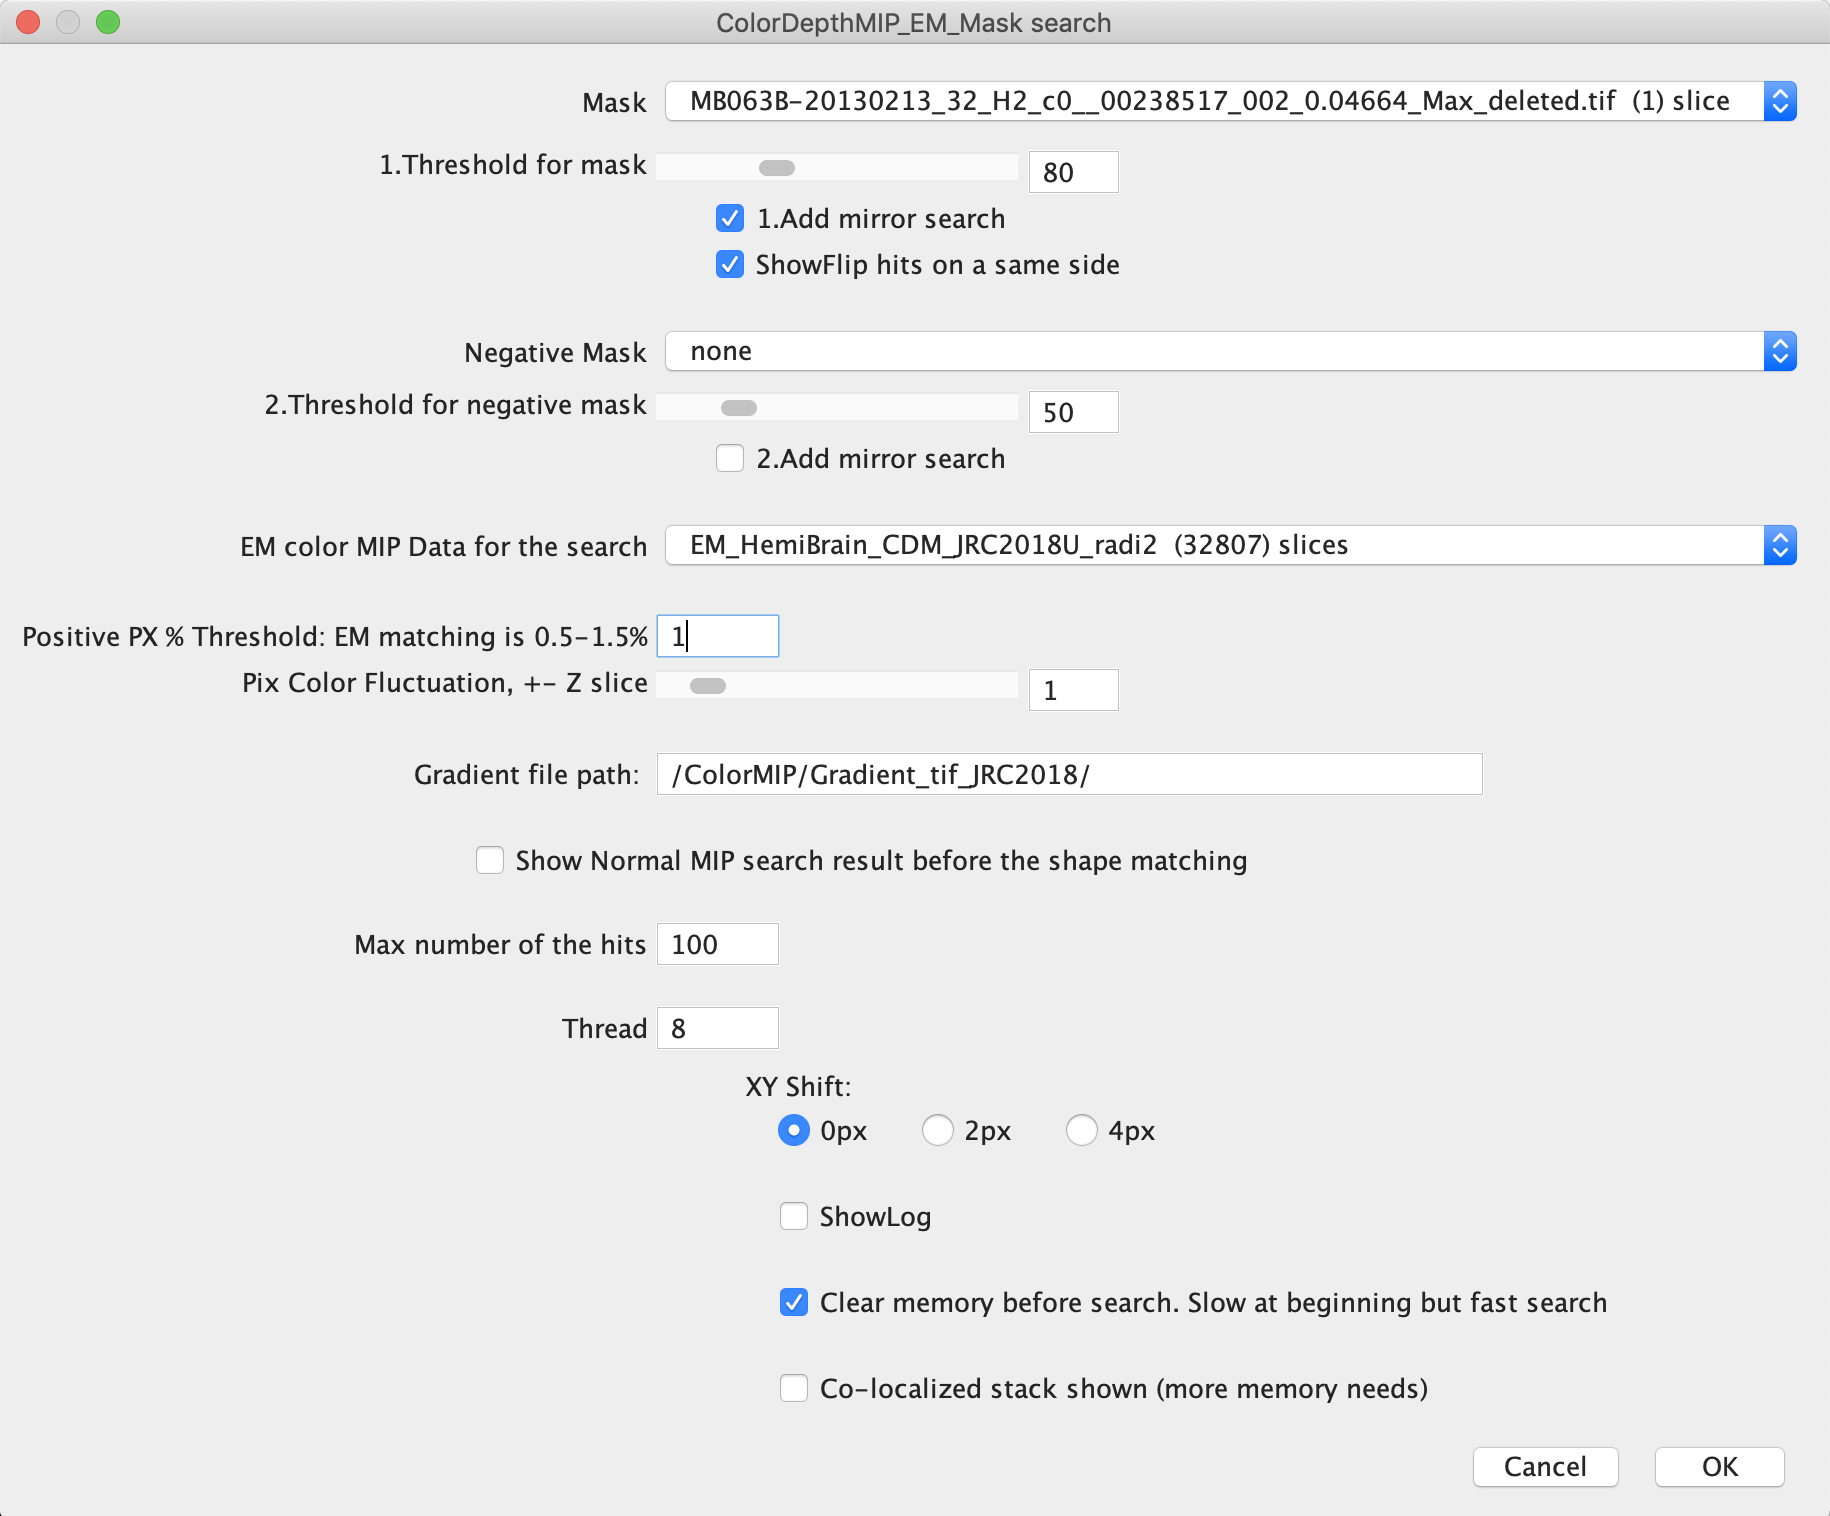 ColorDepthMIP_EM_Mask search
Mask MB063B-20130213_32_H2_c0__00238517_002_0.04664_Max_deleted.tif (1) slice
1.Threshold for mask 80
1.Add mirror search
ShowFlip hits on a same side
Negative Mask none
2.Threshold for negative mask 50
2.Add mirror search
EM color MIP Data for the search EM_HemiBrain_CDM_JRC2018U_radi2 (32807) slices
Positive PX % Threshold: EM matching is 0.5-1.5% 1
Pix Color Fluctuation, +- Z slice 1
Gradient file path: /ColorMIP/Gradient_tif_JRC2018/
Show Normal MIP search result before the shape matching
Max number of the hits 100
Thread 8
XY Shift:
0px 2px 4px
ShowLog
Clear memory before search. Slow at beginning but fast search
Co-localized stack shown (more memory needs)
Cancel OK